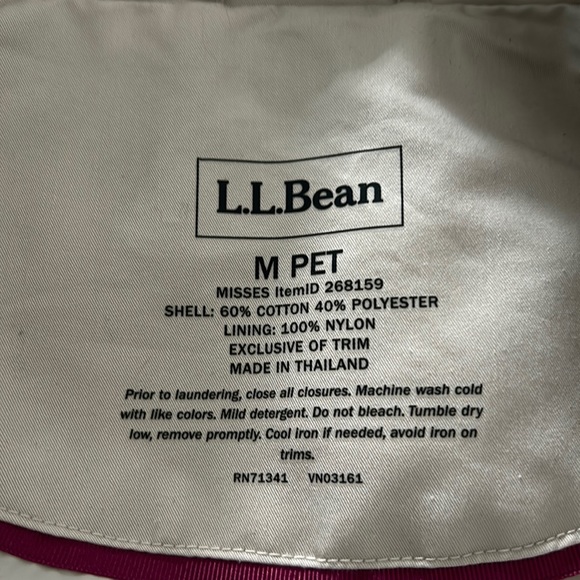 L.L.Bean
M PET
MISSES ItemID 268159
SHELL: 60% COTTON 40% POLYESTER
LINING: 100% NYLON
EXCLUSIVE OF TRIM
MADE IN THAILAND
Prior to laundering, close all closures. Machine wash cold
with like colors. Mild detergent. Do not bleach. Tumble dry
low, remove promptly. Cool iron if needed, avoid iron on
trims.
RN71341 VN03161